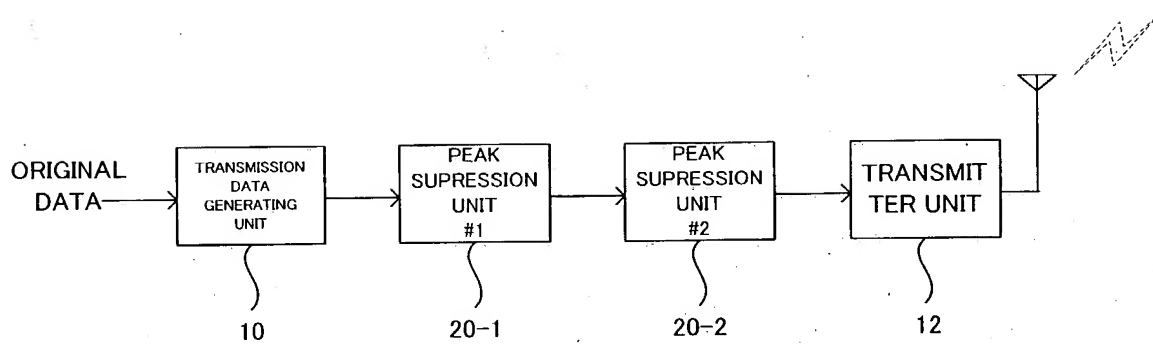 ORIGINAL
DATA
TRANSMISSION
DATA
GENERATING
UNIT
PEAK
SUPRESSION
UNIT
#1
PEAK
SUPRESSION
UNIT
#2
TRANSMIT
TER UNIT
10
20-1
20-2
12